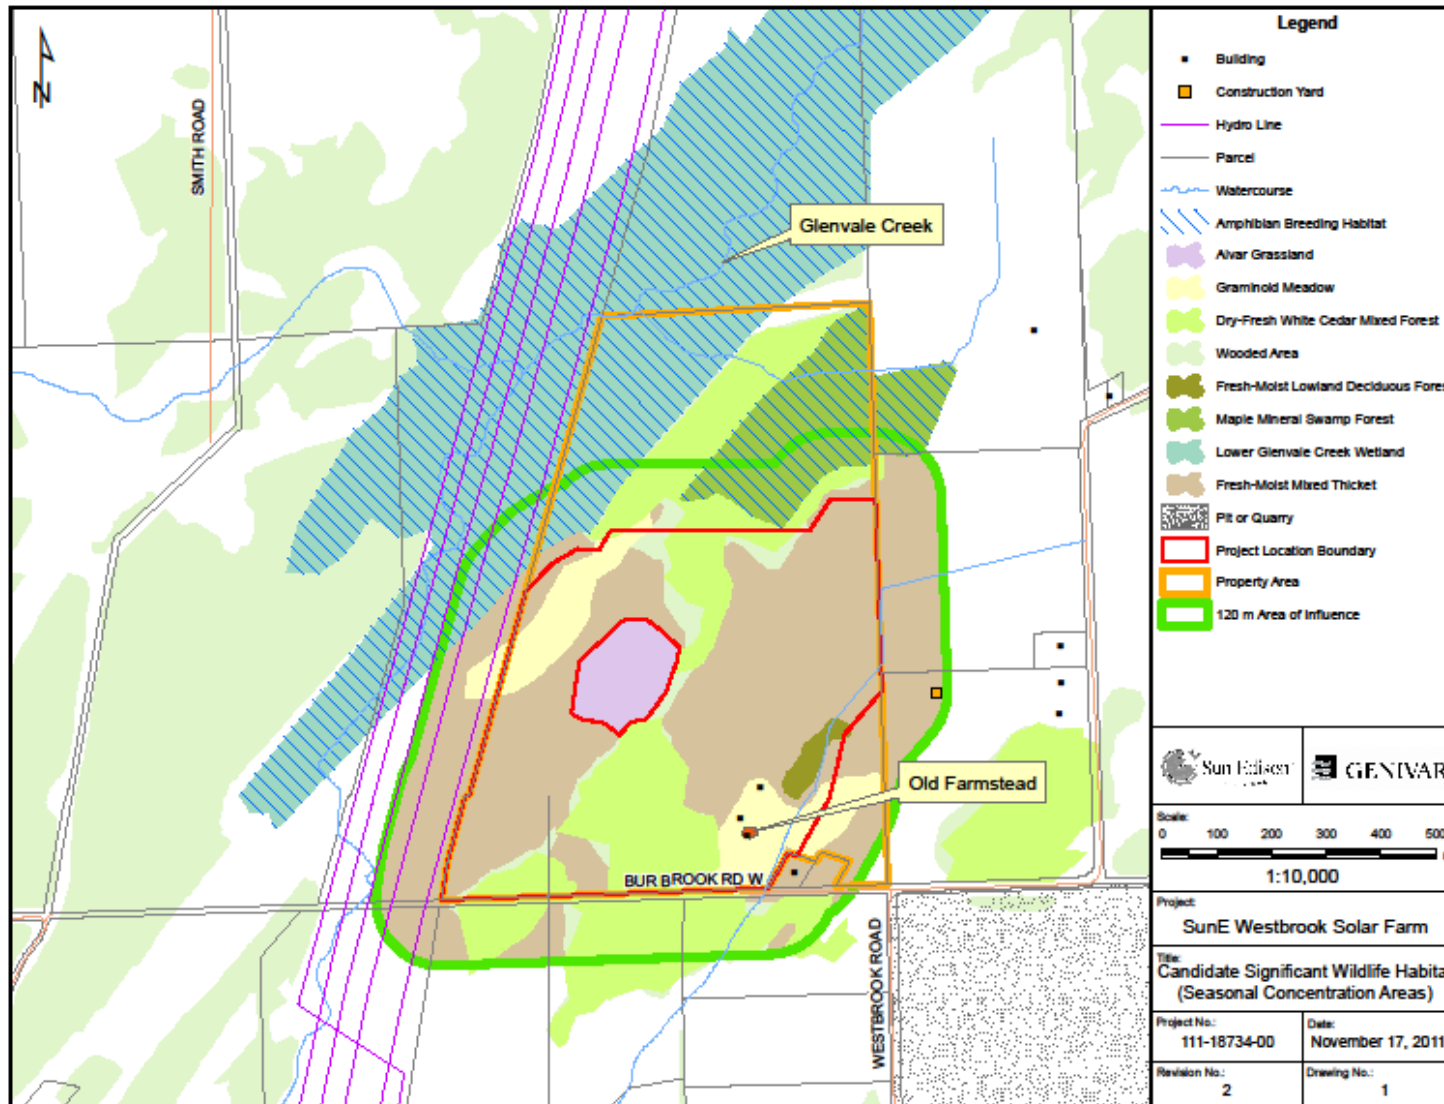 N
SMITH ROAD
Glenvale Creek
Old Farmstead
BUR BROOK RD W
WESTBROOK ROAD
Legend
Building
Construction Yard
Hydro Line
Parcel
Watercourse
Amphibian Breeding Habitat
Alvar Grassland
Graminoid Meadow
Dry-Fresh White Cedar Mixed Forest
Wooded Area
Fresh-Moist Lowland Deciduous Fores
Maple Mineral Swamp Forest
Lower Glenvale Creek Wetland
Fresh-Moist Mixed Thicket
Pit or Quarry
Project Location Boundary
Property Area
120 m Area of Influence
Sun Edison
GENIVAR
Scale:
0 100 200 300 400 500
1:10,000
Project:
SunE Westbrook Solar Farm
Title:
Candidate Significant Wildlife Habita
(Seasonal Concentration Areas)
Project No.:
111-18734-00
Date:
November 17, 2011
Revision No.:
2
Drawing No.:
1